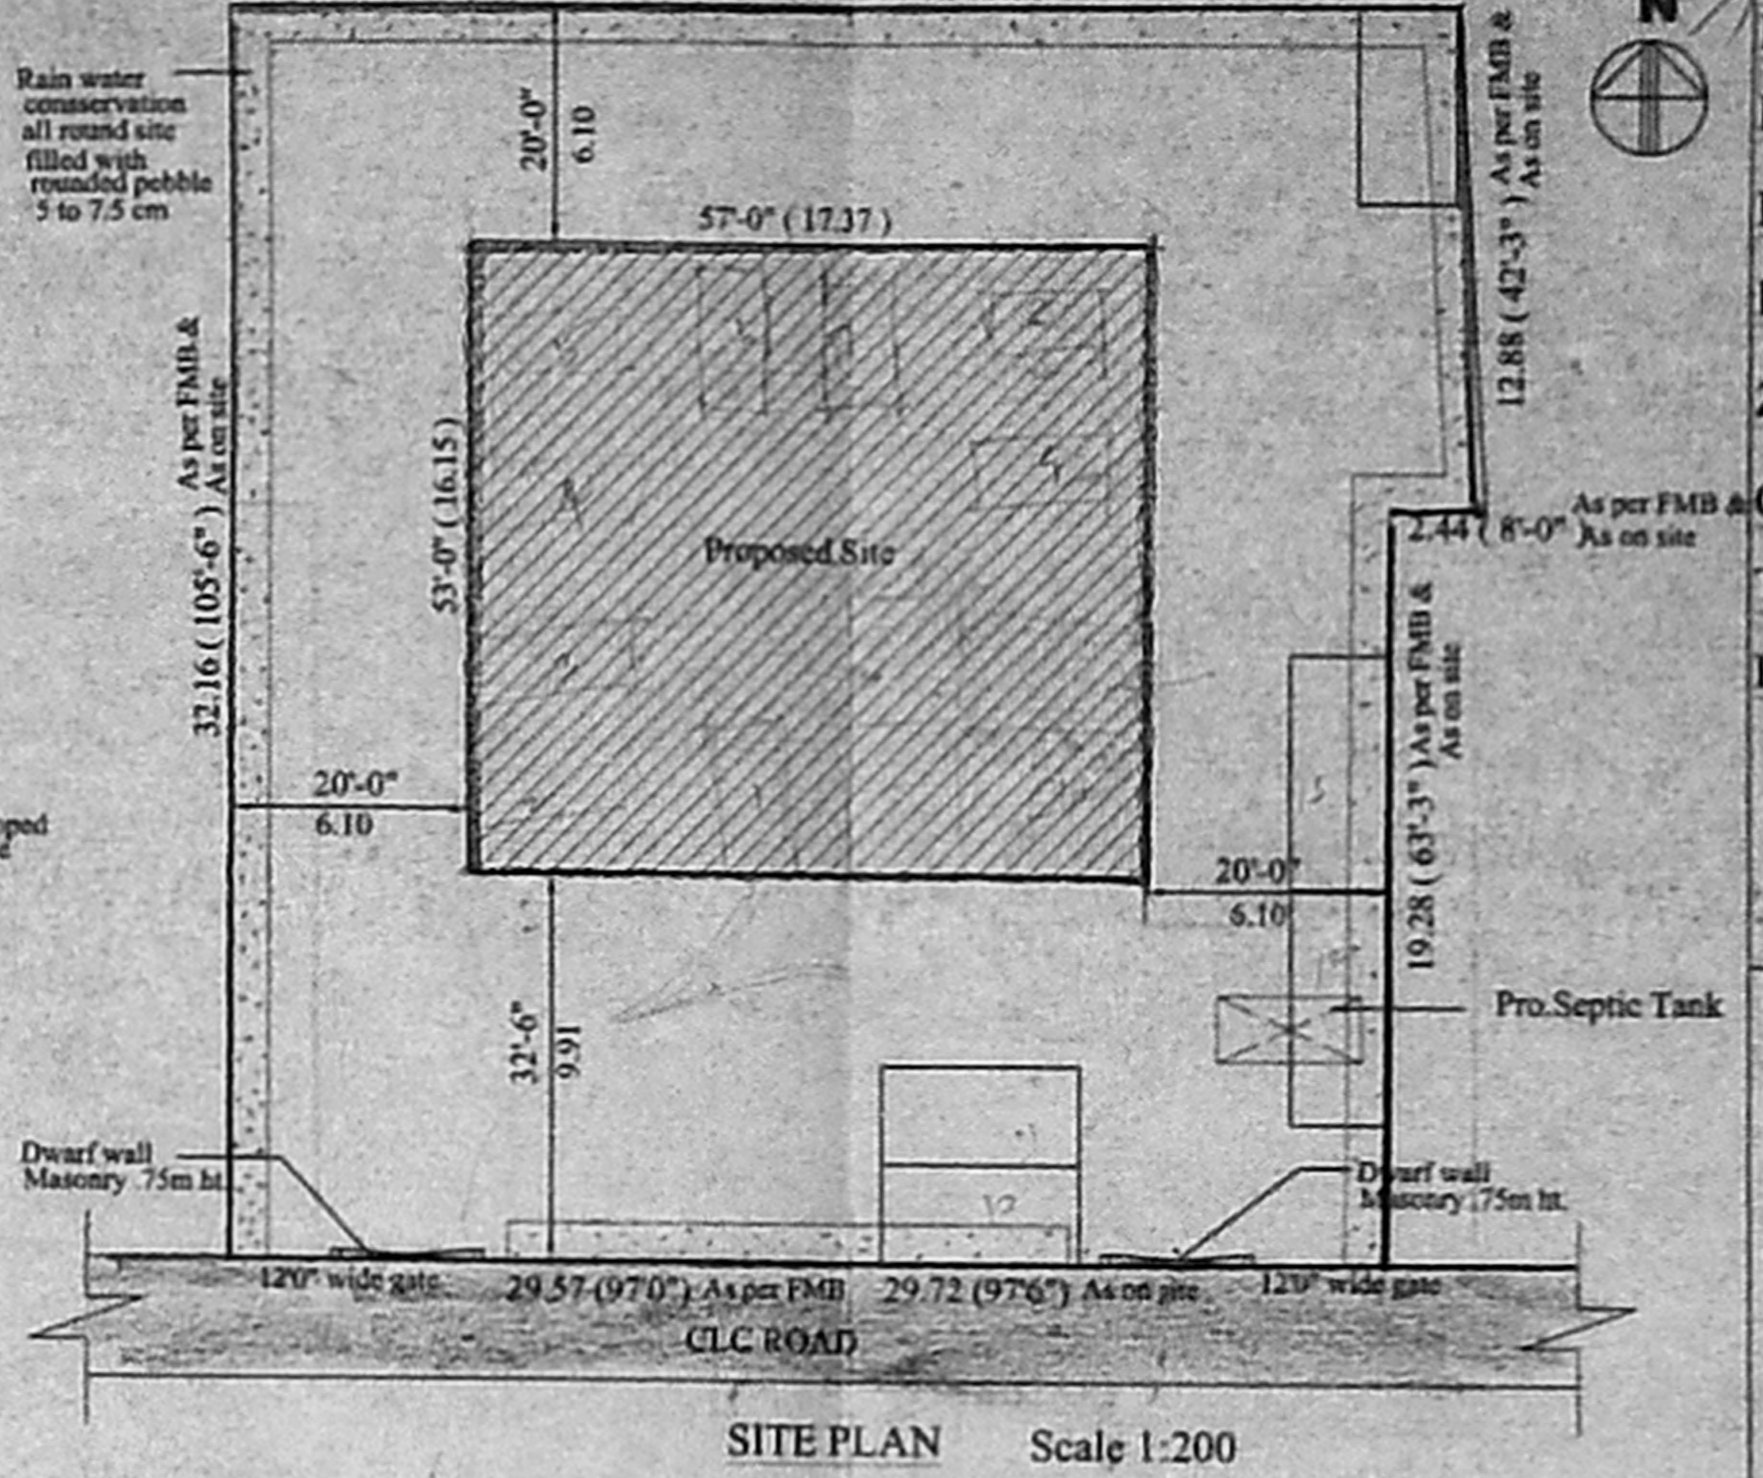 N
Rain water
consservation
all round site
filled with
rounded pebble
5 to 7.5 cm
20'-0"
6.10
57'-0" ( 17.37 )
12.88 ( 42'-3" ) As per FMB &
As on site
32.16 ( 105'-6" ) As per FMB &
As on site
53'-0" ( 16.15 )
Proposed Site
2.44 ( 8'-0" ) As per FMB &
As on site
19.28 ( 63'-3" ) As per FMB &
As on site
20'-0"
6.10
20'-0"
6.10
32'-6"
9.91
Pro.Septic Tank
Dwarf wall
Masonry .75m ht.
Dwarf wall
Masonry .75m ht.
12'0" wide gate
29.57 (97'0") As per FMB
29.72 (97'6") As on site
12'0" wide gate
CLC ROAD
SITE PLAN
Scale 1:200